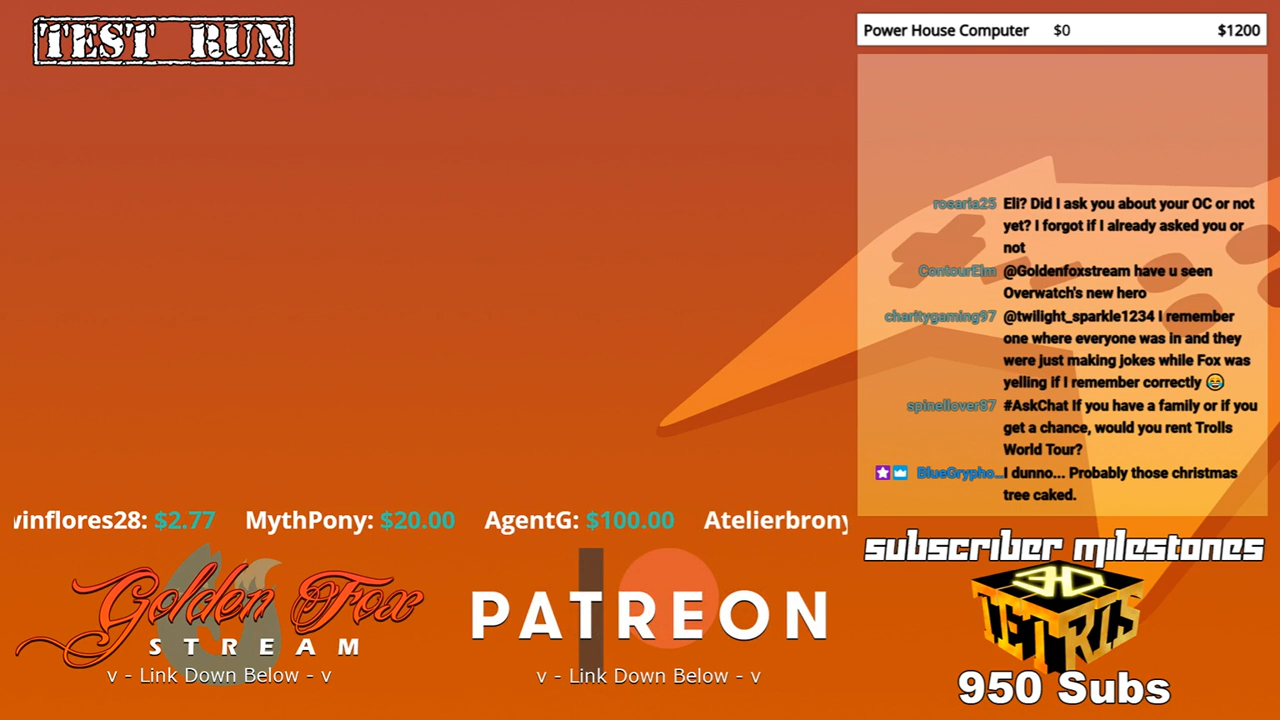 TEST RUN
Power House Computer $0 $1200
rosaria25 Eli? Did I ask you about your OC or not
yet? I forgot if I already asked you or
not
ContourElm @Goldenfoxstream have u seen
Overwatch's new hero
charitygaming97 @twilight_sparkle1234 I remember
one where everyone was in and they
were just making jokes while Fox was
yelling if I remember correctly 😂
spinellover87 #AskChat If you have a family or if you
get a chance, would you rent Trolls
World Tour?
BlueGrypho... I dunno... Probably those christmas
tree caked.
vinflores28: $2.77 MythPony: $20.00 AgentG: $100.00 Atelierbrony
Golden Fox
STREAM
v - Link Down Below - v
PATREON
v - Link Down Below - v
subscriber milestones
3D
TETRIS
950 Subs